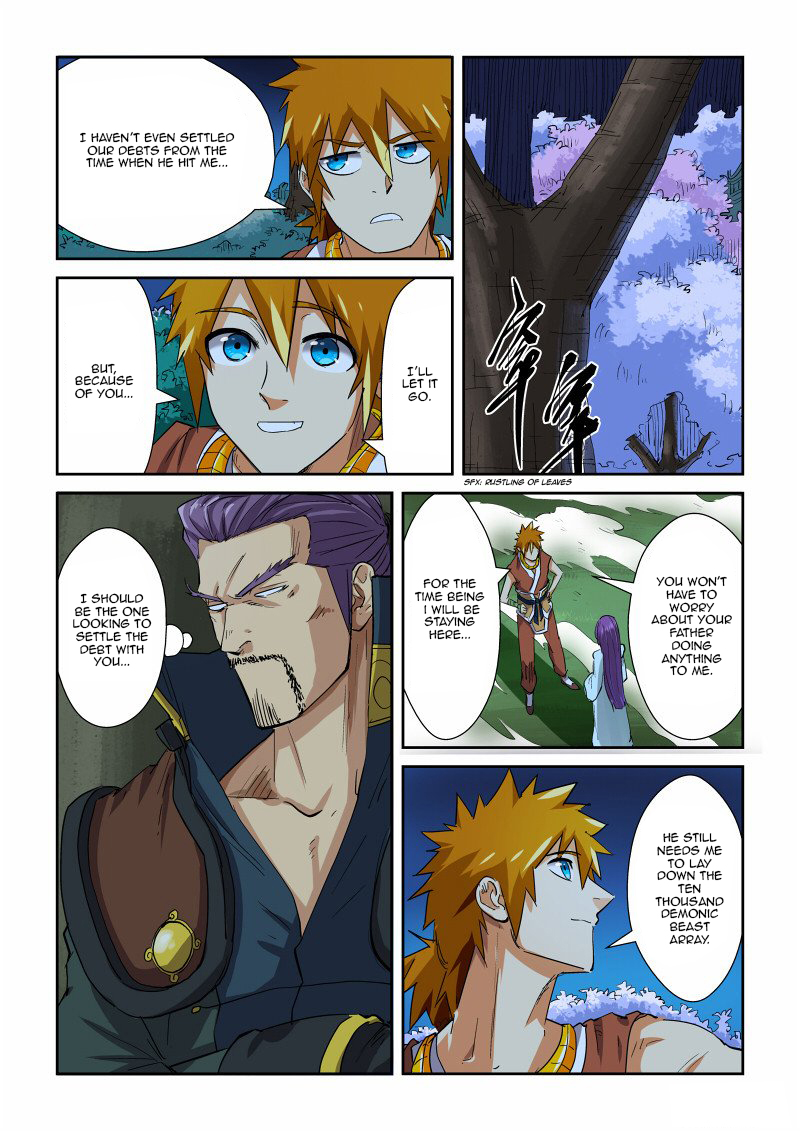 I HAVEN'T EVEN SETTLED
OUR DEBTS FROM THE
TIME WHEN HE HIT ME...
BUT,
BECAUSE
OF YOU...
I'LL
LET IT
GO.
窣
窣
SFX: RUSTLING OF LEAVES
I SHOULD
BE THE ONE
LOOKING TO
SETTLE THE
DEBT WITH
YOU...
FOR THE
TIME BEING
I WILL BE
STAYING
HERE...
YOU WON'T
HAVE TO
WORRY
ABOUT YOUR
FATHER
DOING
ANYTHING
TO ME.
HE STILL
NEEDS ME
TO LAY
DOWN THE
TEN
THOUSAND
DEMONIC
BEAST
ARRAY.